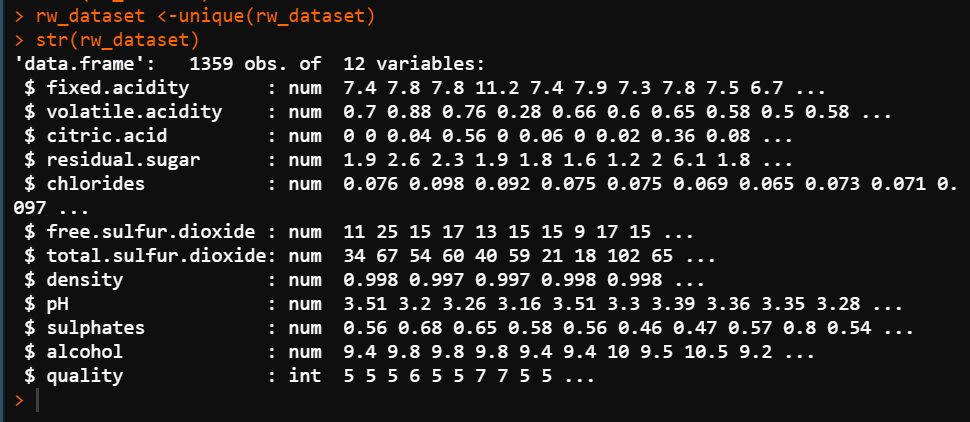 > rw_dataset <-unique(rw_dataset)
> str(rw_dataset)
'data.frame':   1359 obs. of  12 variables:
 $ fixed.acidity       : num  7.4 7.8 7.8 11.2 7.4 7.9 7.3 7.8 7.5 6.7 ...
 $ volatile.acidity    : num  0.7 0.88 0.76 0.28 0.66 0.6 0.65 0.58 0.5 0.58 ...
 $ citric.acid         : num  0 0 0.04 0.56 0 0.06 0 0.02 0.36 0.08 ...
 $ residual.sugar      : num  1.9 2.6 2.3 1.9 1.8 1.6 1.2 2 6.1 1.8 ...
 $ chlorides           : num  0.076 0.098 0.092 0.075 0.075 0.069 0.065 0.073 0.071 0.
097 ...
 $ free.sulfur.dioxide : num  11 25 15 17 13 15 15 9 17 15 ...
 $ total.sulfur.dioxide: num  34 67 54 60 40 59 21 18 102 65 ...
 $ density             : num  0.998 0.997 0.997 0.998 0.998 ...
 $ pH                  : num  3.51 3.2 3.26 3.16 3.51 3.3 3.39 3.36 3.35 3.28 ...
 $ sulphates           : num  0.56 0.68 0.65 0.58 0.56 0.46 0.47 0.57 0.8 0.54 ...
 $ alcohol             : num  9.4 9.8 9.8 9.8 9.4 9.4 10 9.5 10.5 9.2 ...
 $ quality             : int  5 5 5 6 5 5 7 7 5 5 ...
>